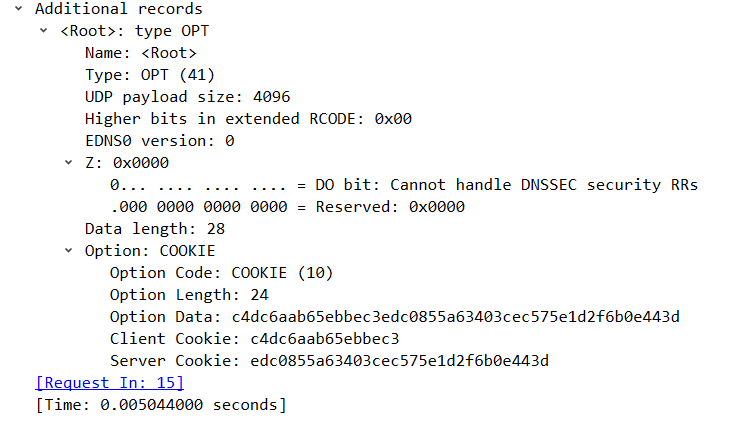 Additional records
<Root>: type OPT
Name: <Root>
Type: OPT (41)
UDP payload size: 4096
Higher bits in extended RCODE: 0x00
EDNS0 version: 0
Z: 0x0000
0... .... .... .... = DO bit: Cannot handle DNSSEC security RRs
.000 0000 0000 0000 = Reserved: 0x0000
Data length: 28
Option: COOKIE
Option Code: COOKIE (10)
Option Length: 24
Option Data: c4dc6aab65ebbec3edc0855a63403cec575e1d2f6b0e443d
Client Cookie: c4dc6aab65ebbec3
Server Cookie: edc0855a63403cec575e1d2f6b0e443d
[Request In: 15]
[Time: 0.005044000 seconds]